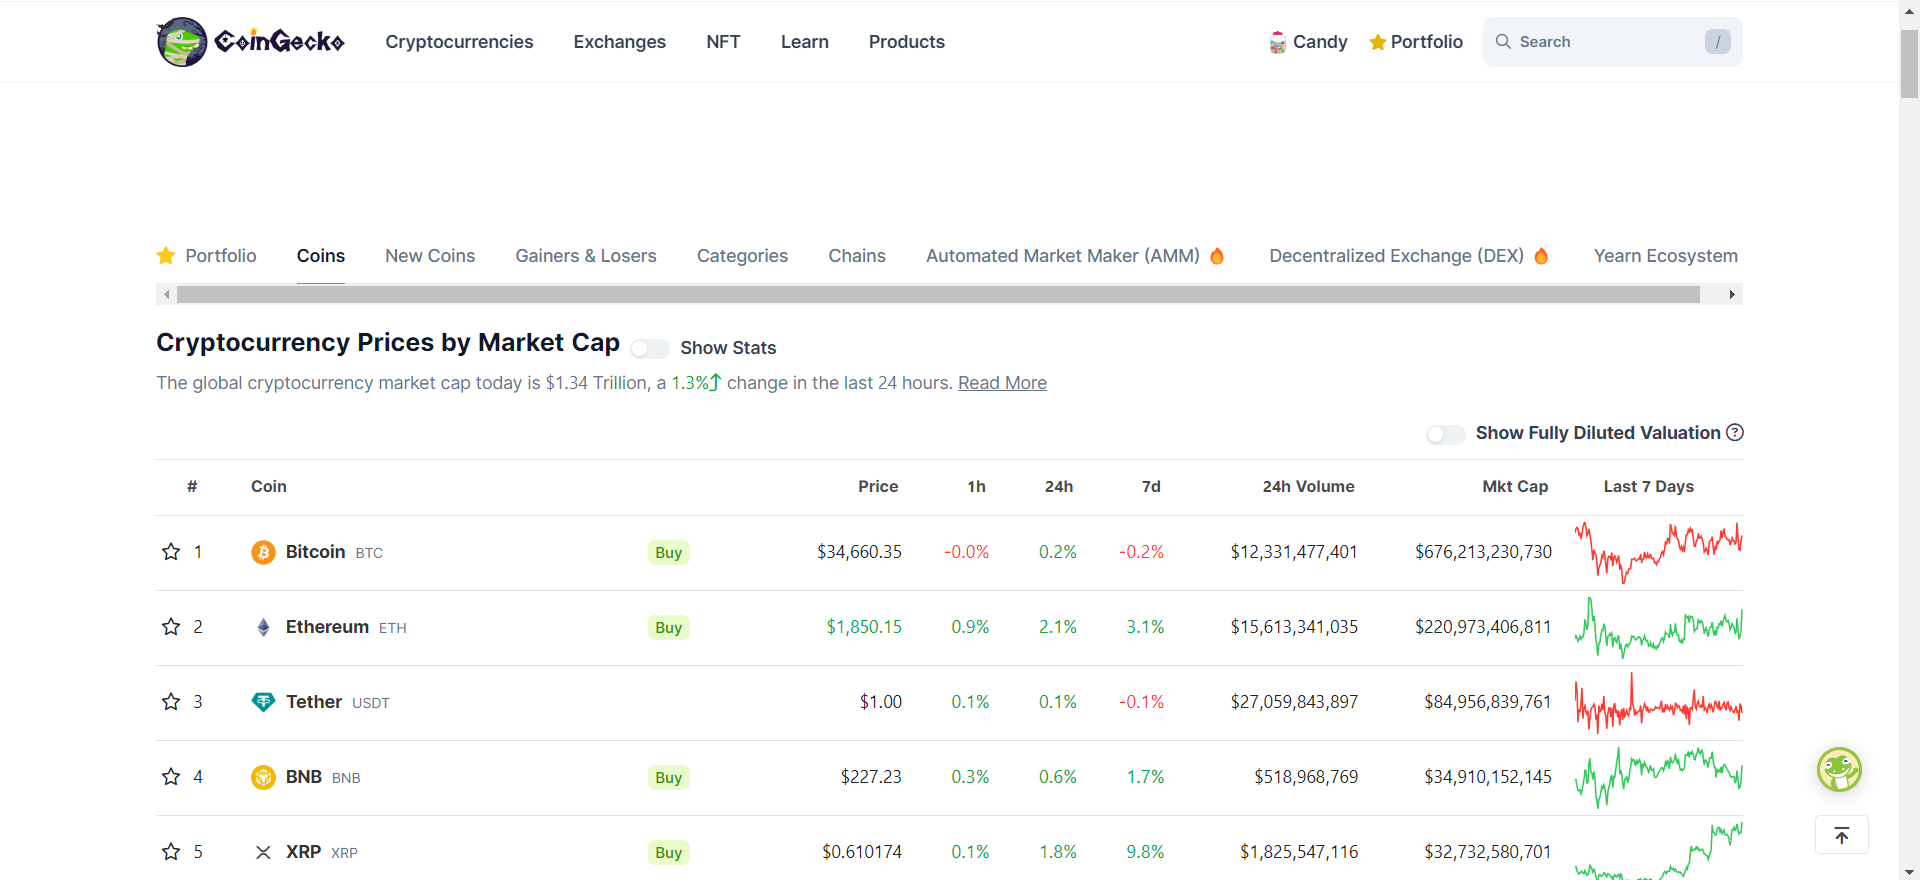 CoinGecko Cryptocurrencies Exchanges NFT Learn Products Candy Portfolio Search /
Portfolio Coins New Coins Gainers & Losers Categories Chains Automated Market Maker (AMM) Decentralized Exchange (DEX) Yearn Ecosystem
Cryptocurrency Prices by Market Cap Show Stats
The global cryptocurrency market cap today is $1.34 Trillion, a 1.3% change in the last 24 hours. Read More
Show Fully Diluted Valuation ?
# Coin Price 1h 24h 7d 24h Volume Mkt Cap Last 7 Days
1 Bitcoin BTC Buy $34,660.35 -0.0% 0.2% -0.2% $12,331,477,401 $676,213,230,730
2 Ethereum ETH Buy $1,850.15 0.9% 2.1% 3.1% $15,613,341,035 $220,973,406,811
3 Tether USDT $1.00 0.1% 0.1% -0.1% $27,059,843,897 $84,956,839,761
4 BNB BNB Buy $227.23 0.3% 0.6% 1.7% $518,968,769 $34,910,152,145
5 XRP XRP Buy $0.610174 0.1% 1.8% 9.8% $1,825,547,116 $32,732,580,701